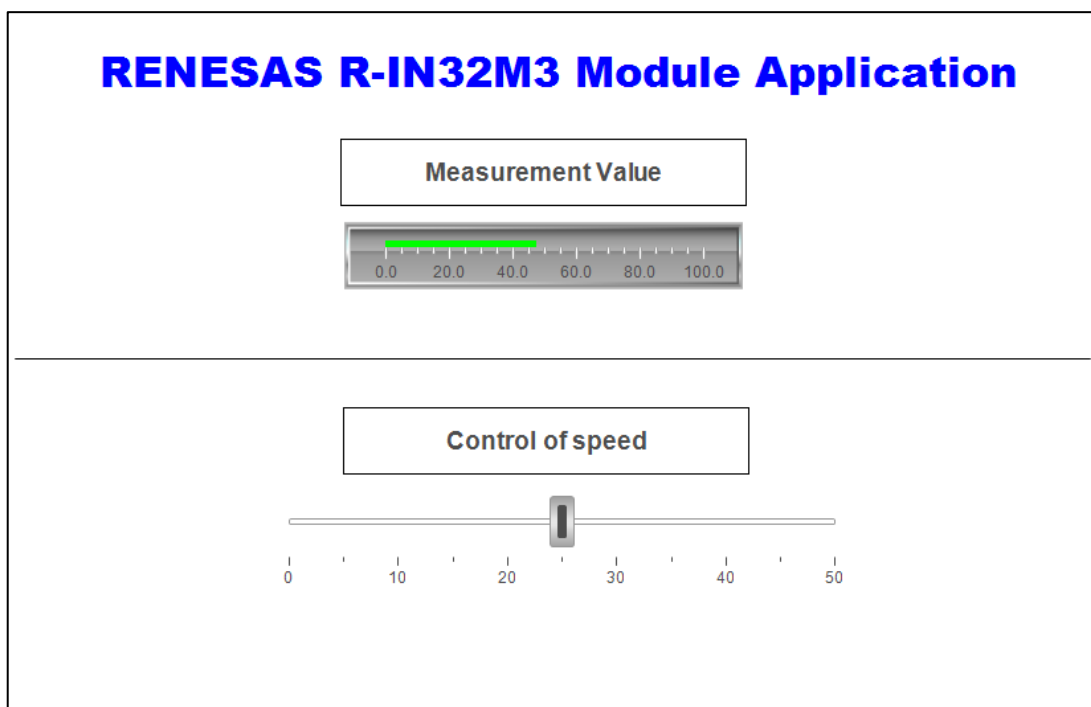 RENESAS R-IN32M3 Module Application
Measurement Value
0.0 20.0 40.0 60.0 80.0 100.0
Control of speed
0 10 20 30 40 50